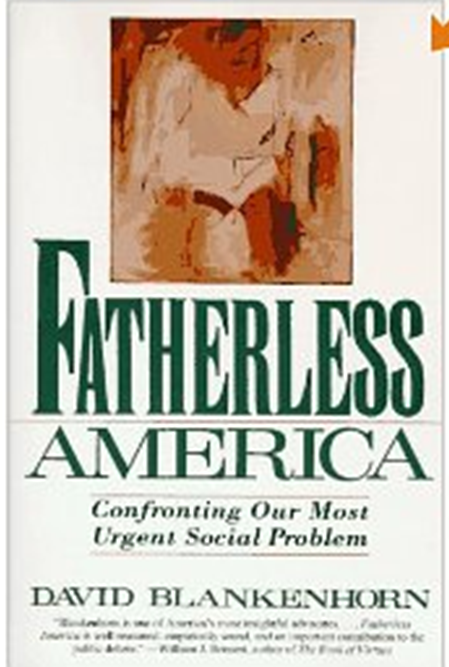 FATHERLESS
AMERICA
Confronting Our Most
Urgent Social Problem
DAVID BLANKENHORN
"Blankenhorn is one of America's most insightful advocates. . . . Fatherless
America is well reasoned, empirically sound, and an important contribution to the
public debate." —William J. Bennett, author of The Book of Virtues